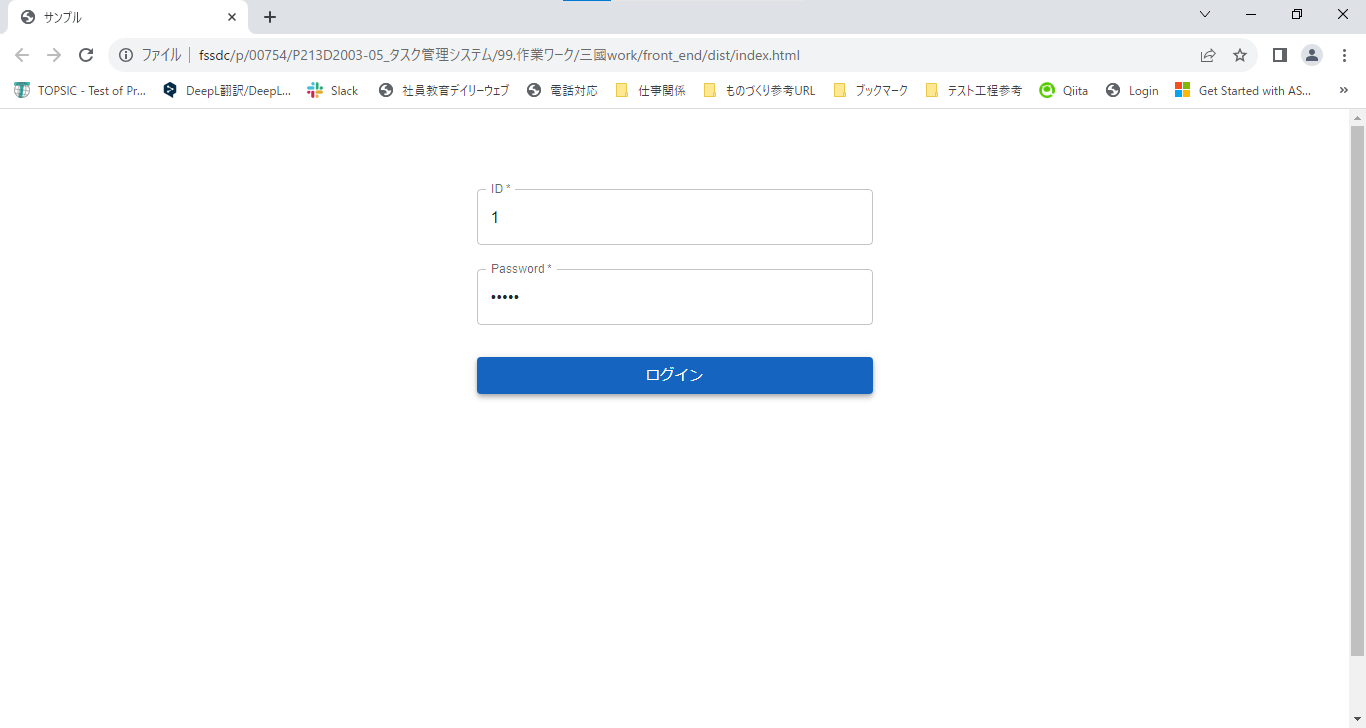 サンプル
ファイル fssdc/p/00754/P213D2003-05_タスク管理システム/99.作業ワーク/三國work/front_end/dist/index.html
TOPSIC - Test of Pr... DeepL翻訳/DeepL... Slack 社員教育デイリーウェブ 電話対応 仕事関係 ものづくり参考URL ブックマーク テスト工程参考 Qiita Login Get Started with AS... »
ID *
1
Password *
•••••
ログイン